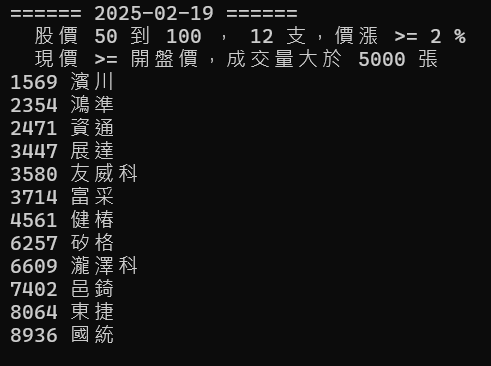 ====== 2025-02-19 ======
股價 50 到 100 , 12 支,價漲 >= 2 %
現價 >= 開盤價,成交量大於 5000 張
1569 濱川
2354 鴻準
2471 資通
3447 展達
3580 友威科
3714 富采
4561 健椿
6257 矽格
6609 瀧澤科
7402 邑錡
8064 東捷
8936 國統